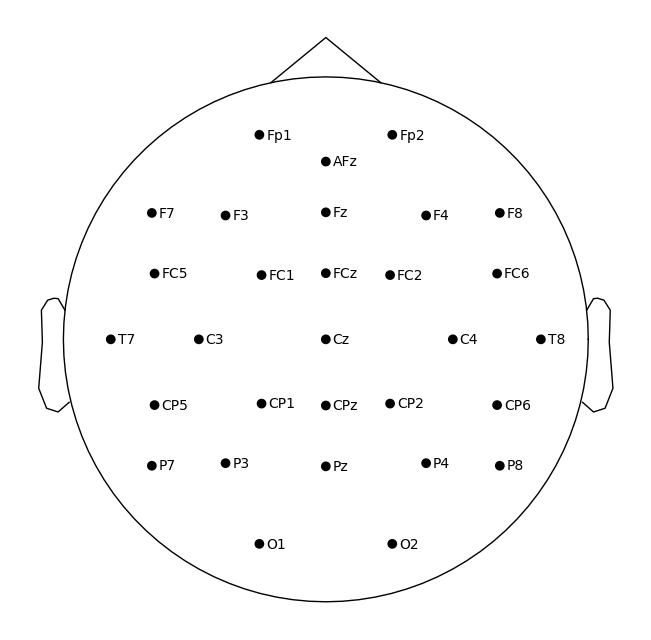 Fp1 Fp2
AFz
F7 F3 Fz F4 F8
FC5 FC1 FCz FC2 FC6
T7 C3 Cz C4 T8
CP5 CP1 CPz CP2 CP6
P7 P3 Pz P4 P8
O1 O2